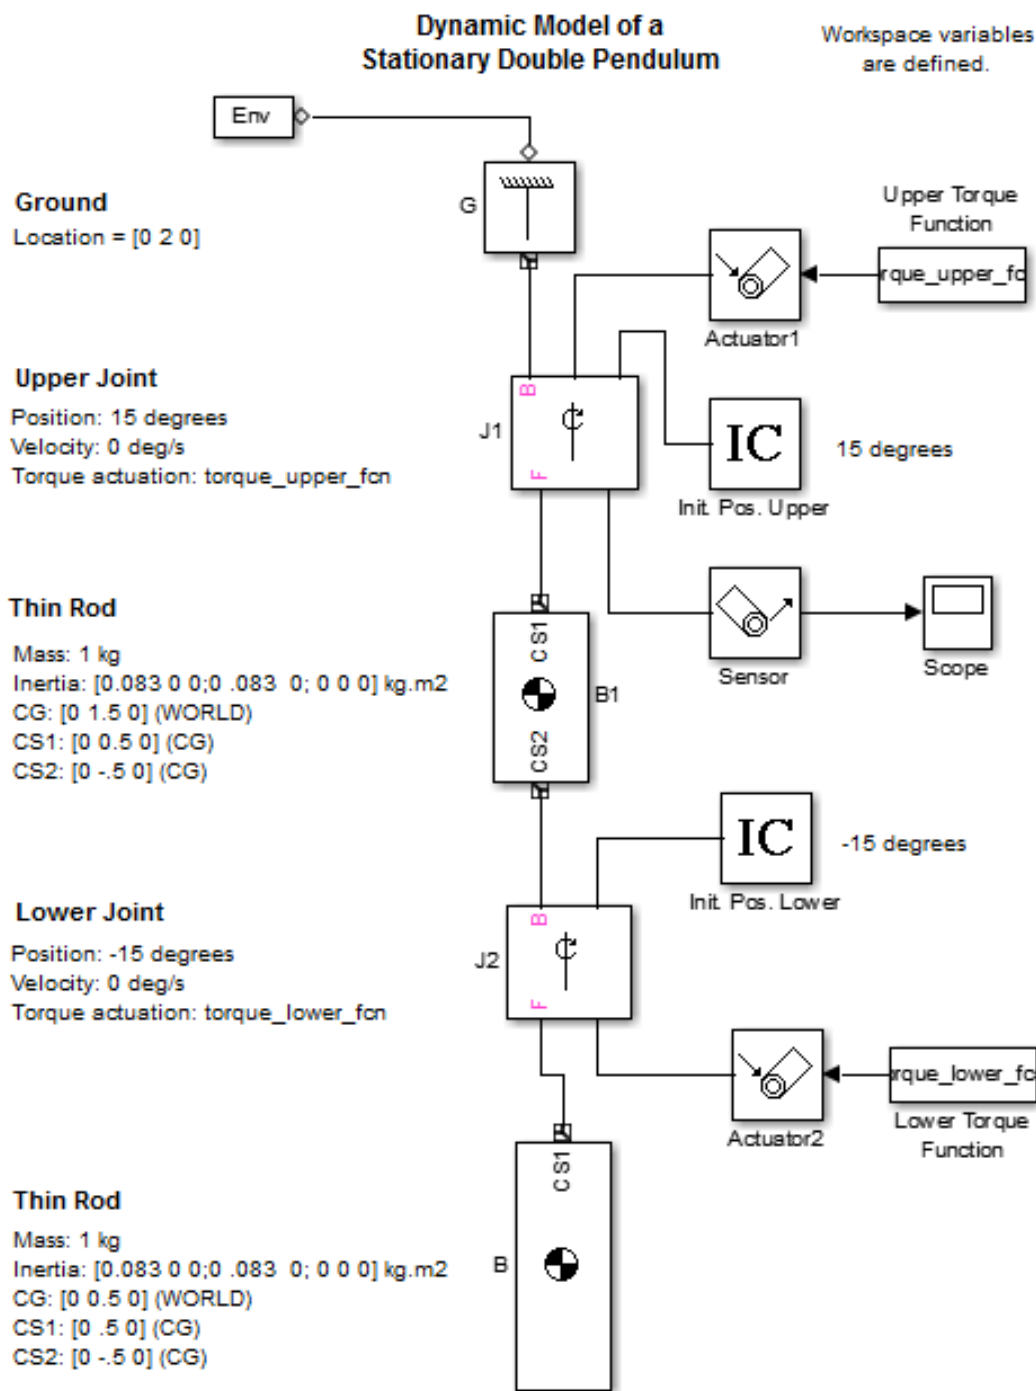 Dynamic Model of a
Stationary Double Pendulum
Workspace variables
are defined.
Env
Ground
Location = [0 2 0]
G
Upper Torque
Function
rque_upper_fc
Actuator1
Upper Joint
Position: 15 degrees
Velocity: 0 deg/s
Torque actuation: torque_upper_fcn
B
J1
F
IC
15 degrees
Init. Pos. Upper
Thin Rod
Mass: 1 kg
Inertia: [0.083 0 0;0 .083 0; 0 0 0] kg.m2
CG: [0 1.5 0] (WORLD)
CS1: [0 0.5 0] (CG)
CS2: [0 -.5 0] (CG)
CS1
CS2
B1
Sensor
Scope
IC
-15 degrees
Init. Pos. Lower
Lower Joint
Position: -15 degrees
Velocity: 0 deg/s
Torque actuation: torque_lower_fcn
B
J2
F
Actuator2
rque_lower_fc
Lower Torque
Function
Thin Rod
Mass: 1 kg
Inertia: [0.083 0 0;0 .083 0; 0 0 0] kg.m2
CG: [0 0.5 0] (WORLD)
CS1: [0 .5 0] (CG)
CS2: [0 -.5 0] (CG)
CS1
B